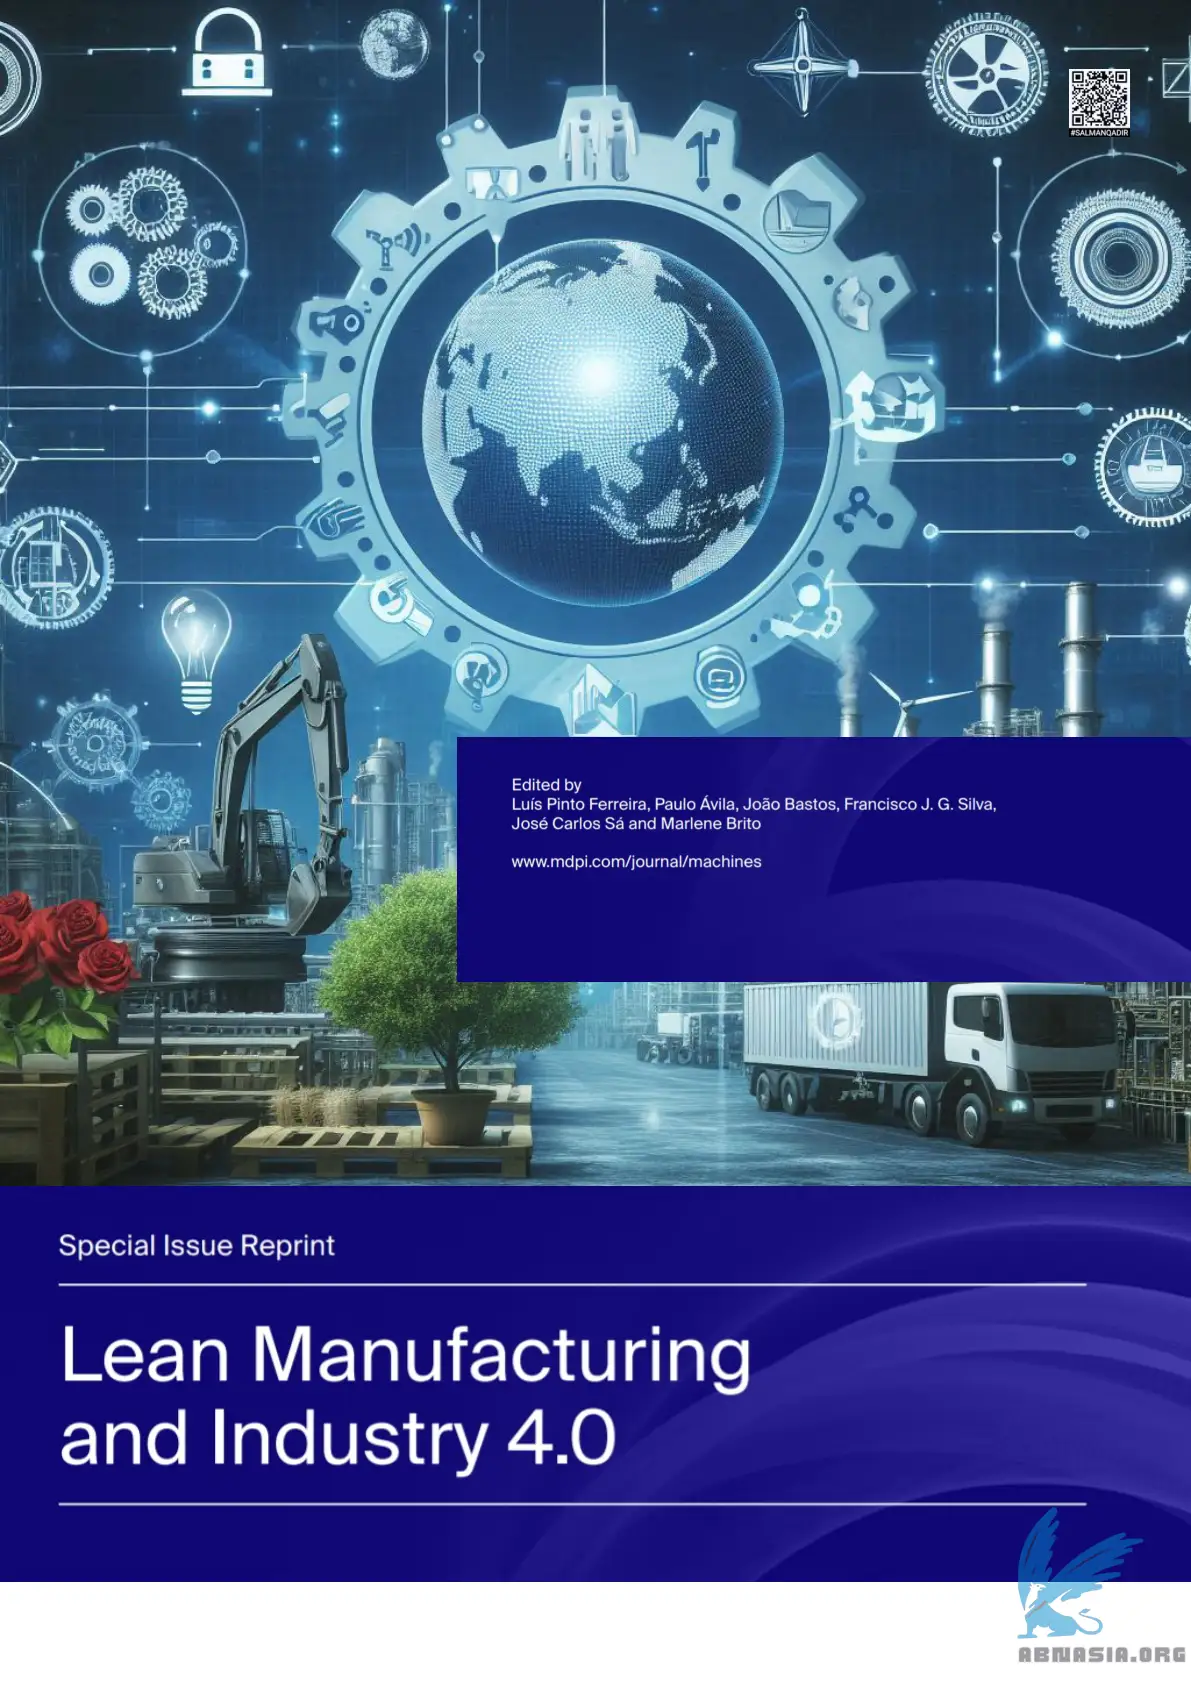 #SALMANQADIR
Edited by
Luís Pinto Ferreira, Paulo Ávila, João Bastos, Francisco J. G. Silva,
José Carlos Sá and Marlene Brito
www.mdpi.com/journal/machines
Special Issue Reprint
Lean Manufacturing
and Industry 4.0
ABNASIA.ORG